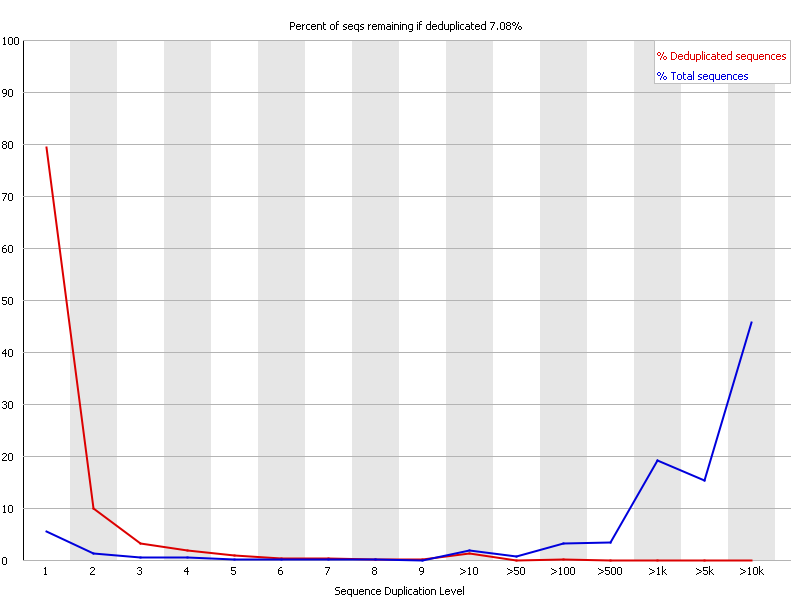 Percent of seqs remaining if deduplicated 7.08%
% Deduplicated sequences
% Total sequences
100
90
80
70
60
50
40
30
20
10
0
1 2 3 4 5 6 7 8 9 >10 >50 >100 >500 >1k >5k >10k
Sequence Duplication Level